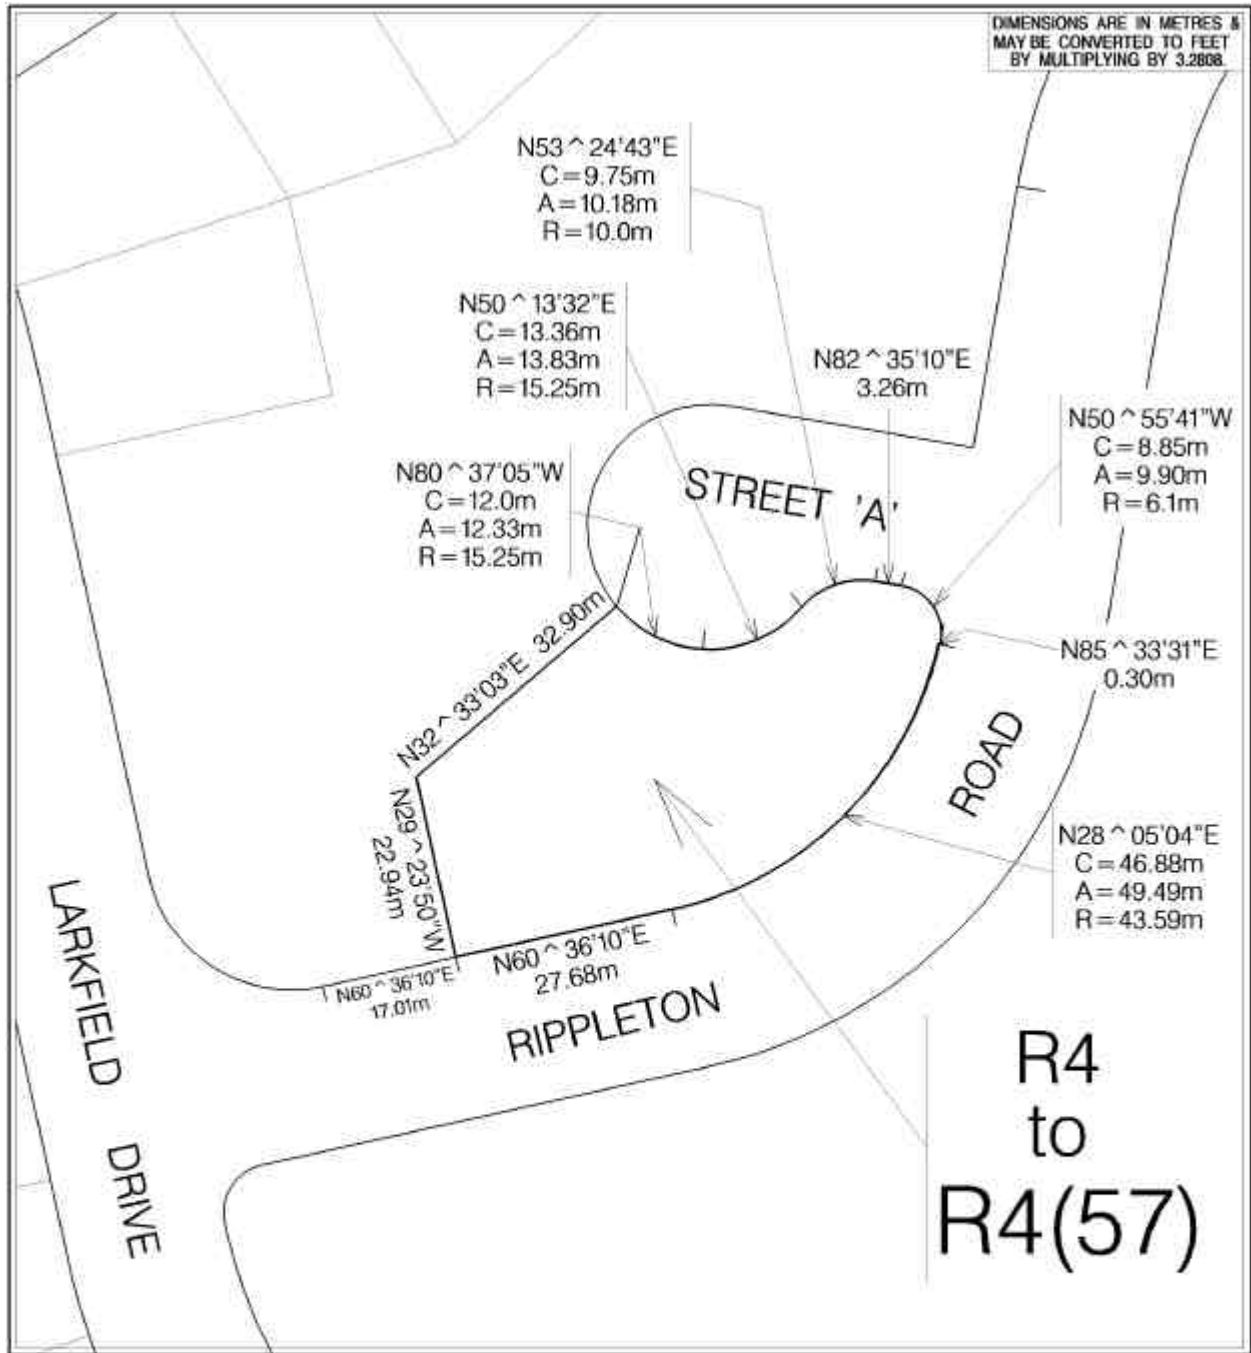 DIMENSIONS ARE IN METRES &
MAY BE CONVERTED TO FEET
BY MULTIPLYING BY 3.2808.
N53 ^ 24'43"E
C=9.75m
A=10.18m
R=10.0m
N50 ^ 13'32"E
C=13.36m
A=13.83m
R=15.25m
N82 ^ 35'10"E
3.26m
N50 ^ 55'41"W
C=8.85m
A=9.90m
R=6.1m
N80 ^ 37'05"W
C=12.0m
A=12.33m
R=15.25m
STREET 'A'
N32 ^ 33'03"E 32.90m
N85 ^ 33'31"E
0.30m
ROAD
N29 ^ 23'50"W
22.94m
N28 ^ 05'04"E
C=46.88m
A=49.49m
R=43.59m
N60 ^ 36'10"E
27.68m
N60 ^ 36'10"E
17.01m
RIPPLETON
LARKFIELD DRIVE
R4
to
R4(57)